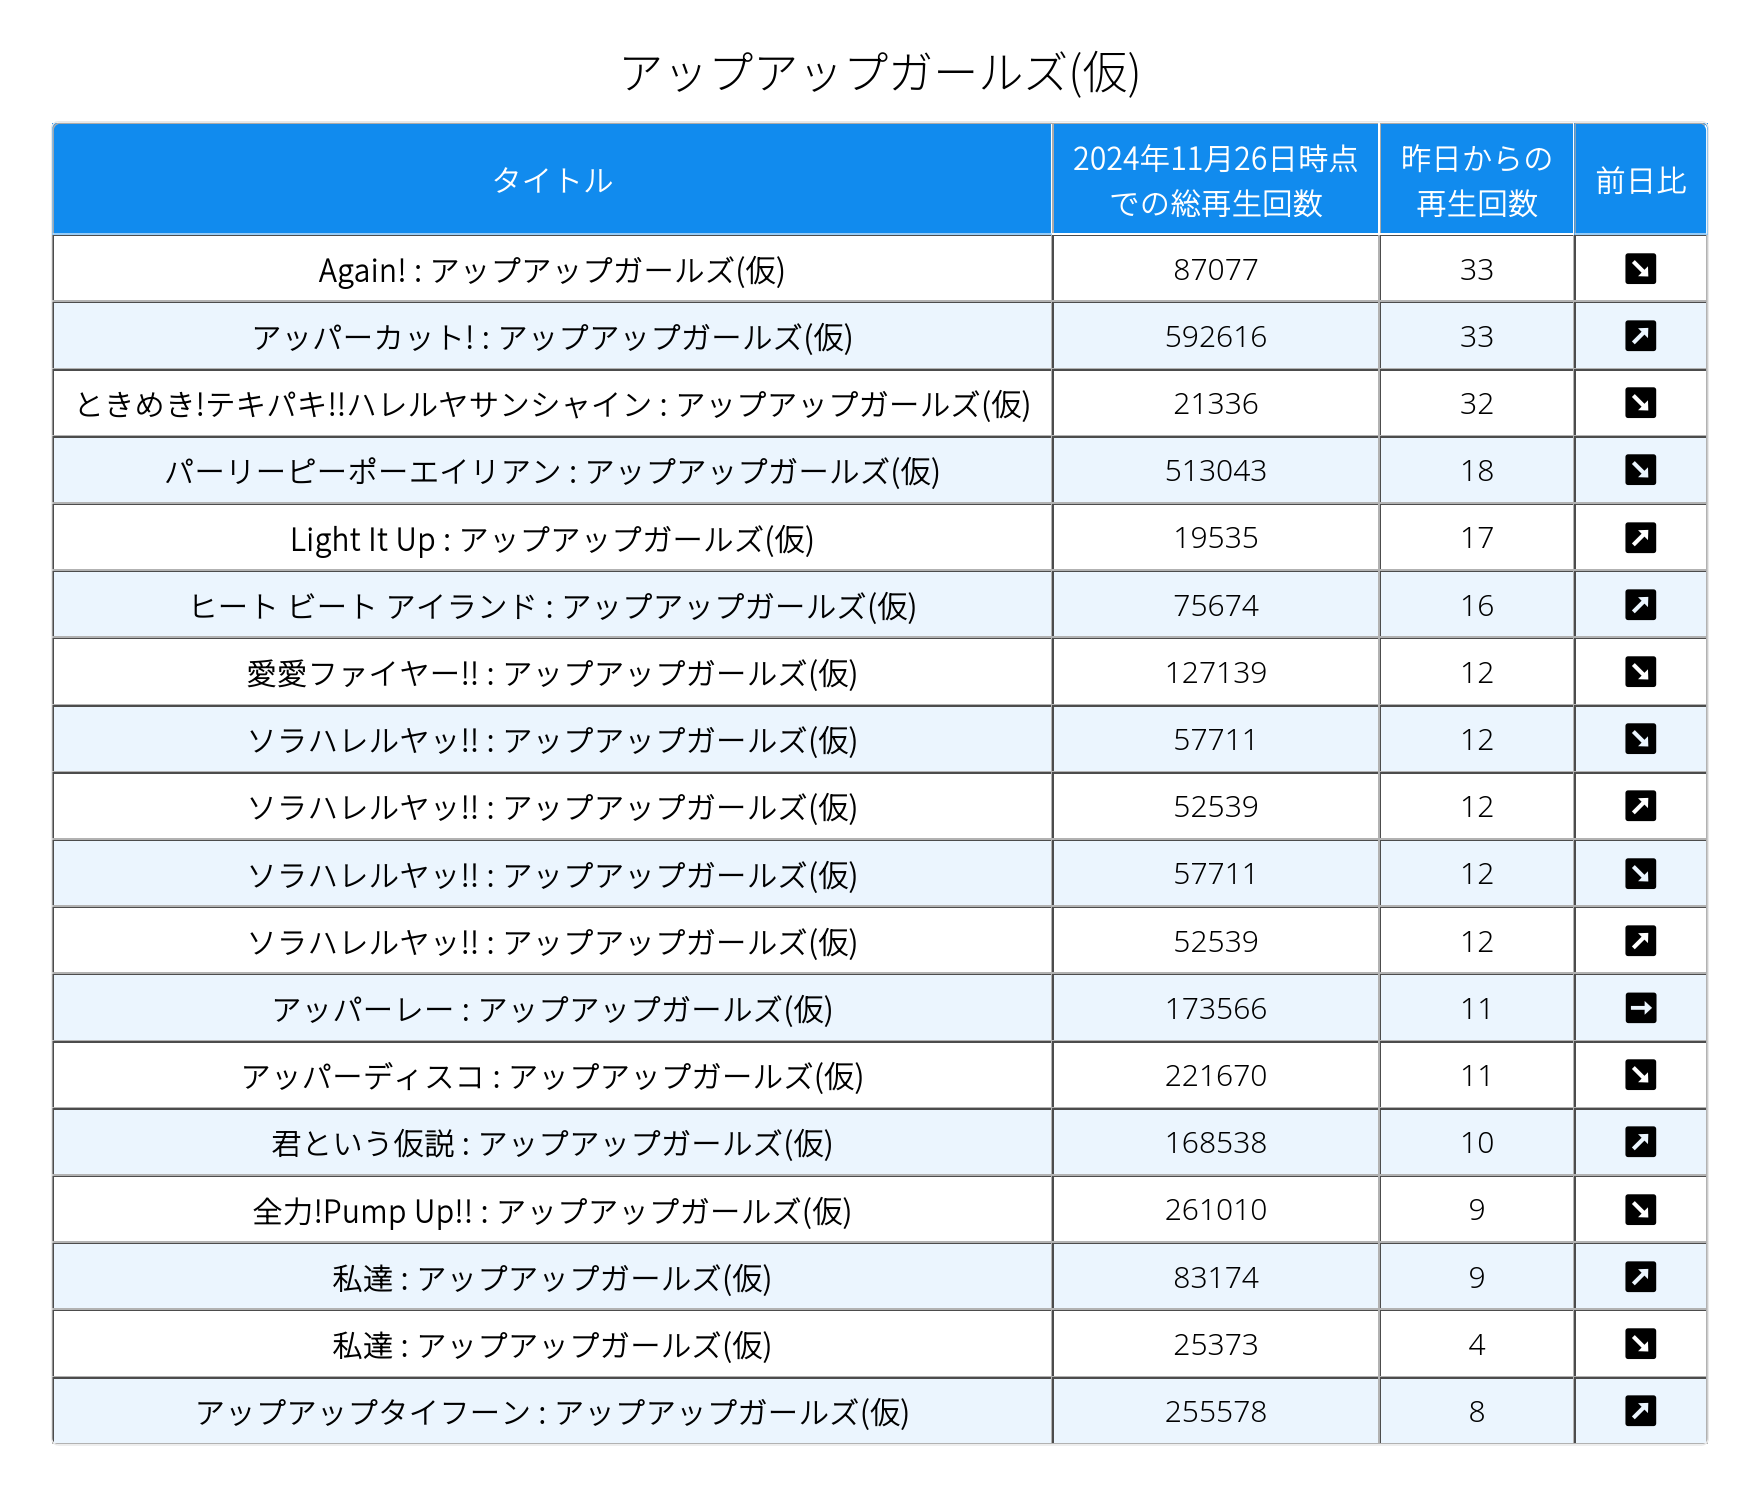 アップアップガールズ(仮)
タイトル 2024年11月26日時点での総再生回数 昨日からの再生回数 前日比
Again! : アップアップガールズ(仮) 87077 33 ↘
アッパーカット! : アップアップガールズ(仮) 592616 33 ↗
ときめき!テキパキ!!ハレルヤサンシャイン : アップアップガールズ(仮) 21336 32 ↘
パーリーピーポーエイリアン : アップアップガールズ(仮) 513043 18 ↘
Light It Up : アップアップガールズ(仮) 19535 17 ↗
ヒート ビート アイランド : アップアップガールズ(仮) 75674 16 ↗
愛愛ファイヤー!! : アップアップガールズ(仮) 127139 12 ↘
ソラハレルヤッ!! : アップアップガールズ(仮) 57711 12 ↘
ソラハレルヤッ!! : アップアップガールズ(仮) 52539 12 ↗
ソラハレルヤッ!! : アップアップガールズ(仮) 57711 12 ↘
ソラハレルヤッ!! : アップアップガールズ(仮) 52539 12 ↗
アッパーレー : アップアップガールズ(仮) 173566 11 →
アッパーディスコ : アップアップガールズ(仮) 221670 11 ↘
君という仮説 : アップアップガールズ(仮) 168538 10 ↗
全力!Pump Up!! : アップアップガールズ(仮) 261010 9 ↘
私達 : アップアップガールズ(仮) 83174 9 ↗
私達 : アップアップガールズ(仮) 25373 4 ↘
アップアップタイフーン : アップアップガールズ(仮) 255578 8 ↗